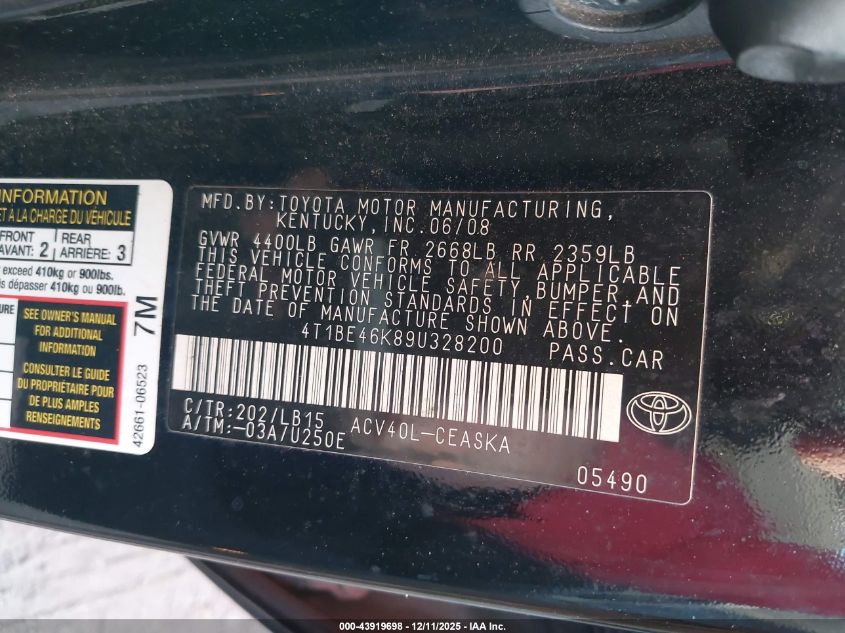 INFORMATION
ET À LA CHARGE DU VÉHICULE
FRONT
AVANT: 2
REAR
ARRIÈRE: 3
exceed 410kg or 900lbs.
dépasser 410kg ou 900lb.
SEE OWNER'S MANUAL
FOR ADDITIONAL
INFORMATION
CONSULTER LE GUIDE
DU PROPRIÉTAIRE POUR
DE PLUS AMPLES
RENSEIGNEMENTS
7M
42661-06523
MFD.BY:TOYOTA MOTOR MANUFACTURING,
KENTUCKY, INC.06/08
GVWR 4400LB GAWR FR 2668LB RR 2359LB
THIS VEHICLE CONFORMS TO ALL APPLICABLE
FEDERAL MOTOR VEHICLE SAFETY,BUMPER,AND
THEFT PREVENTION STANDARDS IN EFFECT ON
THE DATE OF MANUFACTURE SHOWN ABOVE.
4T1BE46K89U328200 PASS.CAR
C/TR:202/LB15 ACV40L-CEASKA
A/TM:-03A/U250E
05490
000-43919698 - 12/11/2025 - IAA Inc.